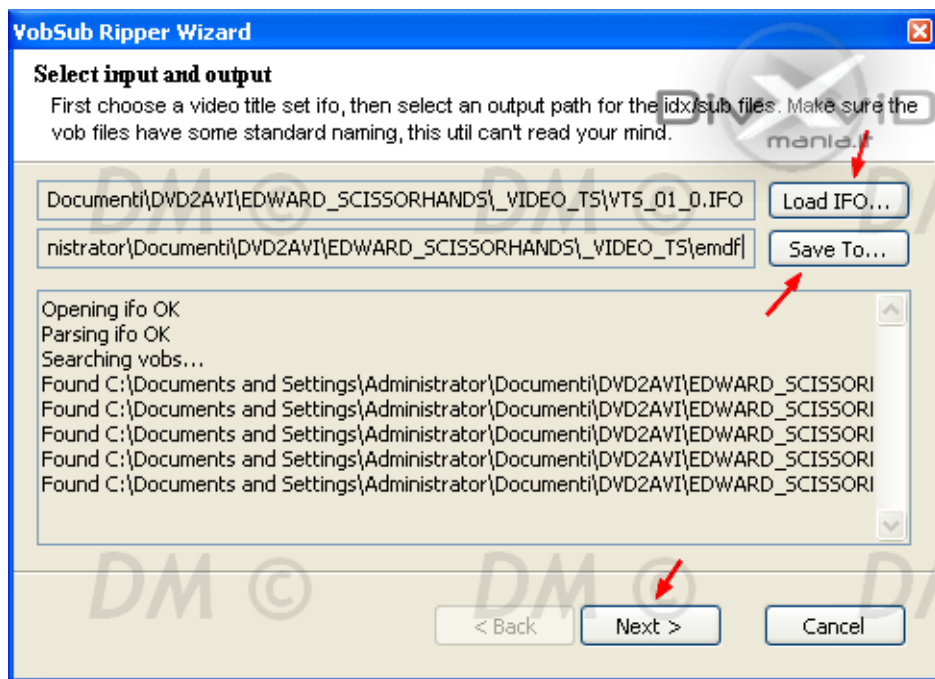 VobSub Ripper Wizard
Select input and output
First choose a video title set ifo, then select an output path for the idx/sub files. Make sure the
vob files have some standard naming, this util can't read your mind.
mania.it
Documenti\DVD2AVI\EDWARD_SCISSORHANDS\_VIDEO_TS\VTS_01_0.IFO
Load IFO...
nistrator\Documenti\DVD2AVI\EDWARD_SCISSORHANDS\_VIDEO_TS\emdf
Save To...
Opening ifo OK
Parsing ifo OK
Searching vobs...
Found C:\Documents and Settings\Administrator\Documenti\DVD2AVI\EDWARD_SCISSORI
Found C:\Documents and Settings\Administrator\Documenti\DVD2AVI\EDWARD_SCISSORI
Found C:\Documents and Settings\Administrator\Documenti\DVD2AVI\EDWARD_SCISSORI
Found C:\Documents and Settings\Administrator\Documenti\DVD2AVI\EDWARD_SCISSORI
Found C:\Documents and Settings\Administrator\Documenti\DVD2AVI\EDWARD_SCISSORI
DM © DM ©
DM © DM ©
< Back
Next >
Cancel